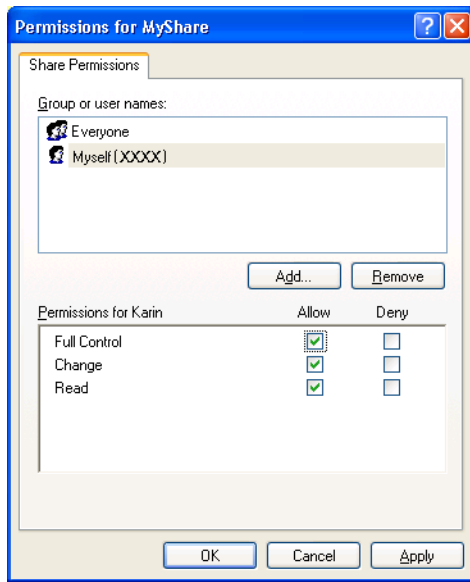 Permissions for MyShare
Share Permissions
Group or user names:
Everyone
Myself(XXXX)
Add... Remove
Permissions for Karin Allow Deny
Full Control
Change
Read
OK Cancel Apply